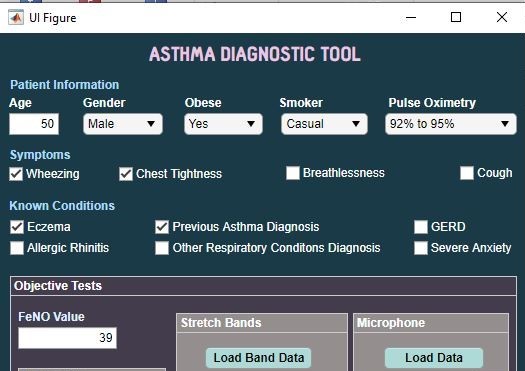 UI Figure
ASTHMA DIAGNOSTIC TOOL
Patient Information
Age Gender Obese Smoker Pulse Oximetry
50 Male Yes Casual 92% to 95%
Symptoms
Wheezing Chest Tightness Breathlessness Cough
Known Conditions
Eczema Previous Asthma Diagnosis GERD
Allergic Rhinitis Other Respiratory Conditons Diagnosis Severe Anxiety
Objective Tests
FeNO Value
39
Stretch Bands Microphone
Load Band Data Load Data